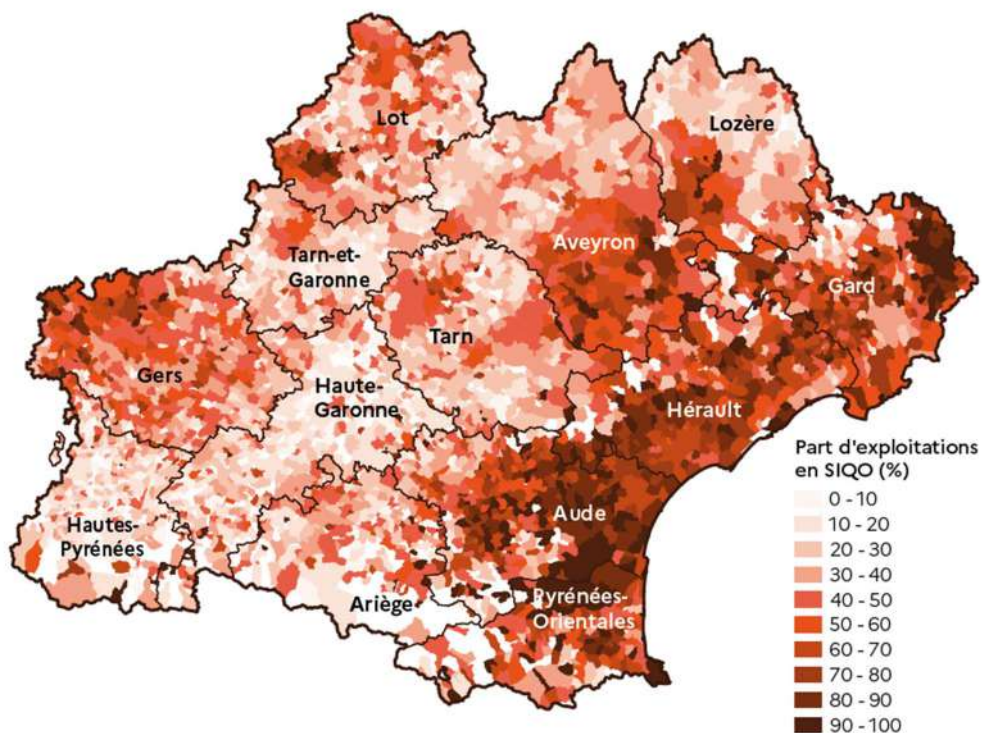 Lot
Lozère
Aveyron
Tarn-et-
Garonne
Gard
Tarn
Gers
Haute-
Garonne
Hérault
Part d'exploitations
en SIQO (%)
0 - 10
10 - 20
20 - 30
30 - 40
40 - 50
50 - 60
60 - 70
70 - 80
80 - 90
90 - 100
Aude
Hautes-
Pyrénées
Ariège
Pyrénées-
Orientales